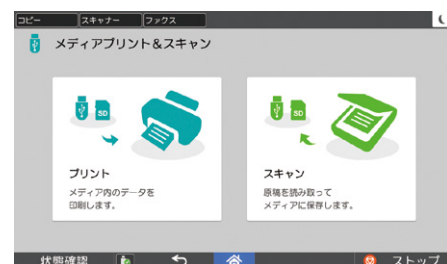 コピー
スキャナー
ファクス
メディアプリント&スキャン
SD
SD
プリント
メディア内のデータを
印刷します。
スキャン
原稿を読み取って
メディアに保存します。
状態確認
ストップ